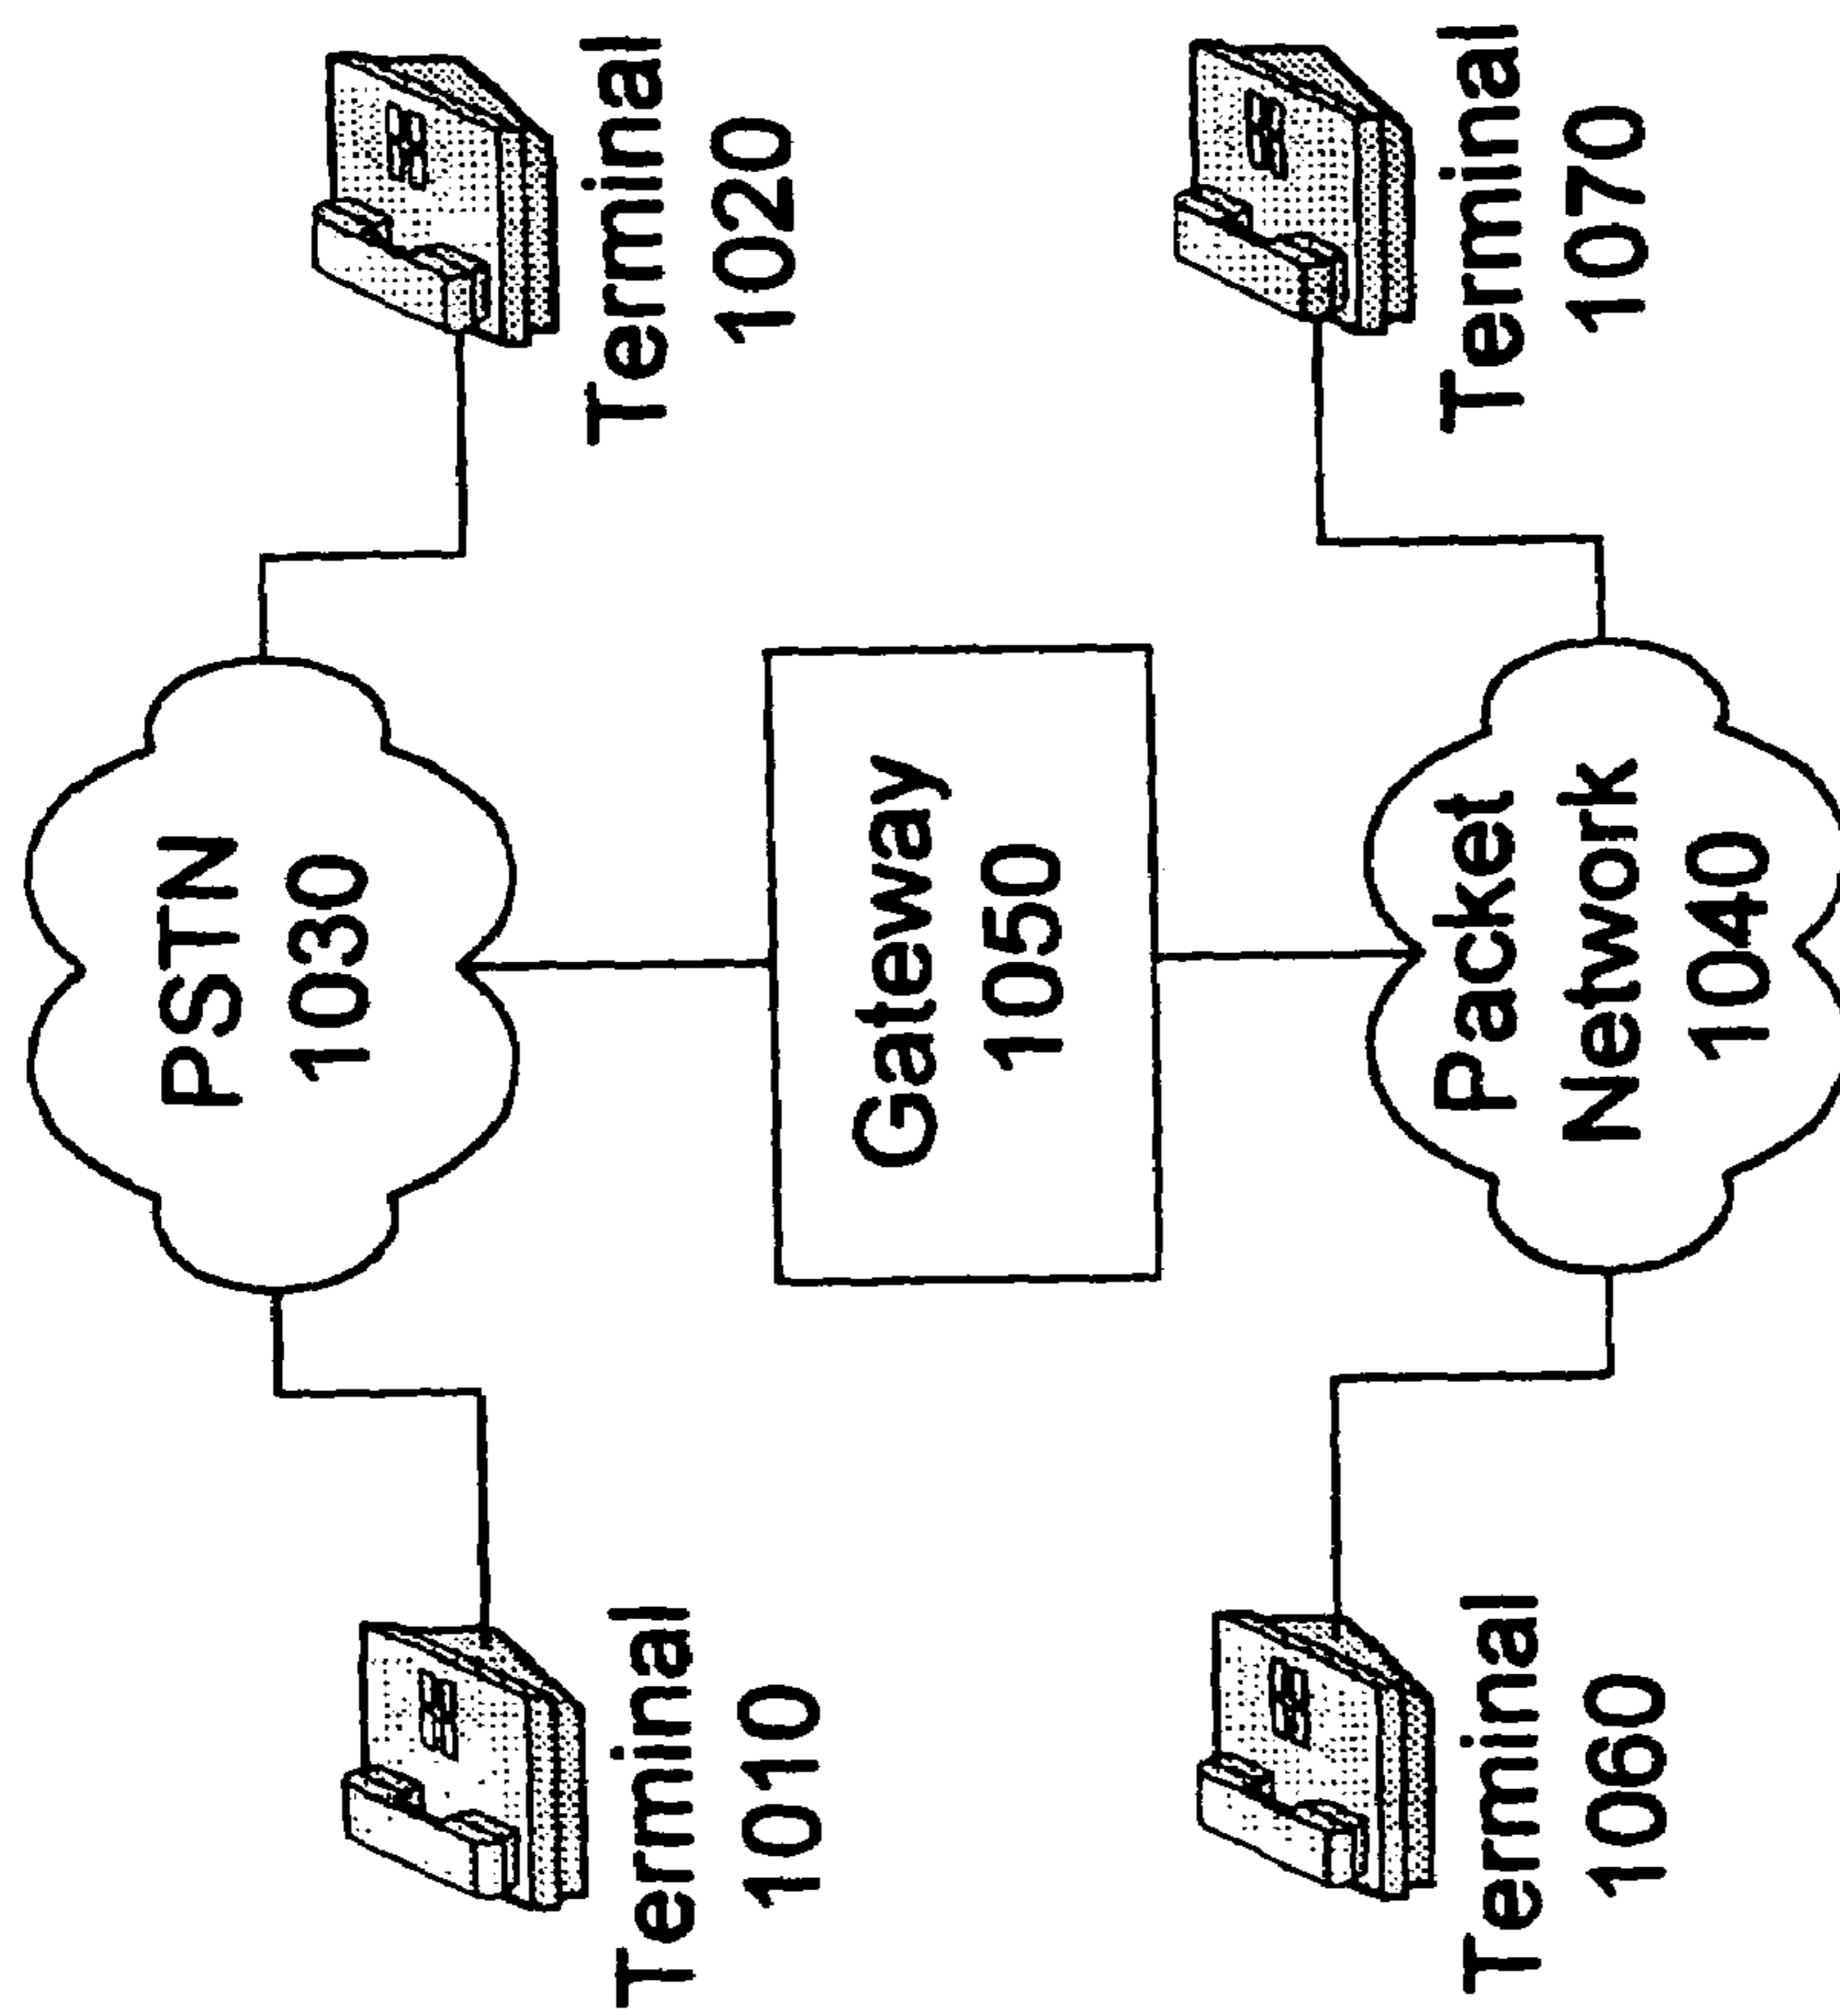 Terminal
1010
PSTN
1030
Terminal
1020
Gateway
1050
Terminal
1060
Packet
Network
1040
Terminal
1070